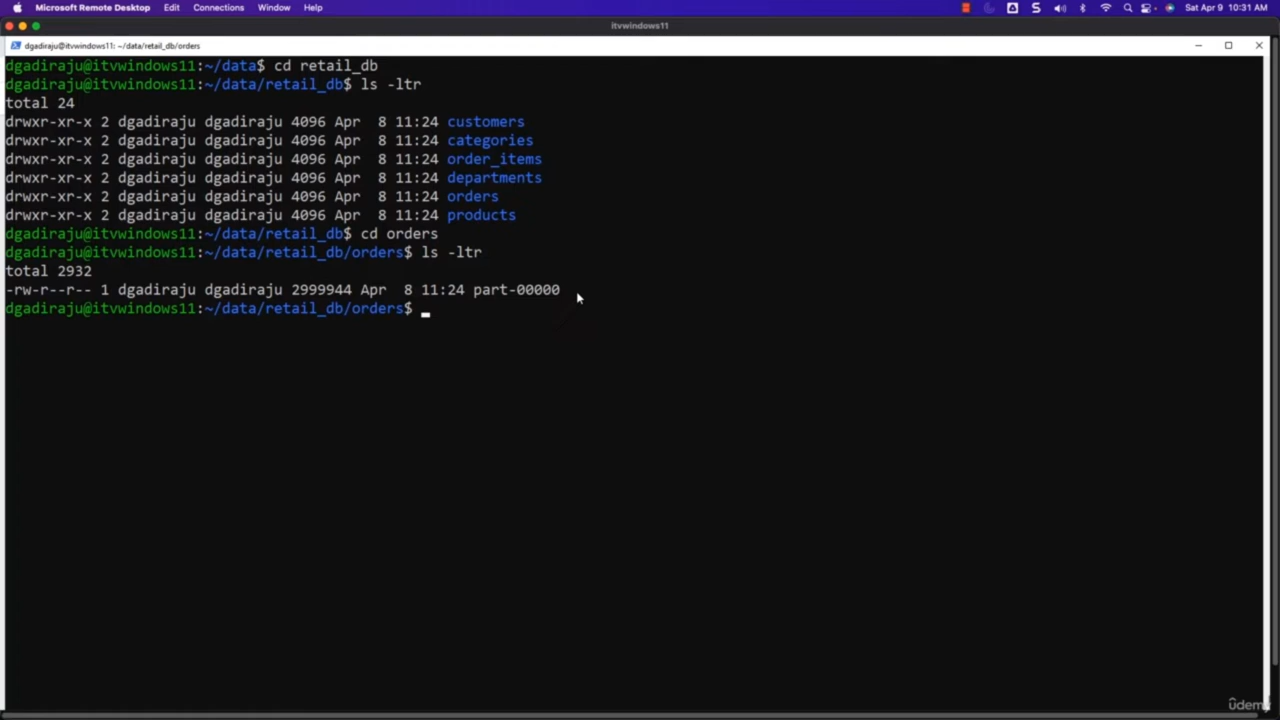 Microsoft Remote Desktop Edit Connections Window Help Sat Apr 9 10:31 AM
itvwindows11
dgadiraju@itvwindows11: ~/data/retail_db/orders
dgadiraju@itvwindows11:~/data$ cd retail_db
dgadiraju@itvwindows11:~/data/retail_db$ ls -ltr
total 24
drwxr-xr-x 2 dgadiraju dgadiraju 4096 Apr  8 11:24 customers
drwxr-xr-x 2 dgadiraju dgadiraju 4096 Apr  8 11:24 categories
drwxr-xr-x 2 dgadiraju dgadiraju 4096 Apr  8 11:24 order_items
drwxr-xr-x 2 dgadiraju dgadiraju 4096 Apr  8 11:24 departments
drwxr-xr-x 2 dgadiraju dgadiraju 4096 Apr  8 11:24 orders
drwxr-xr-x 2 dgadiraju dgadiraju 4096 Apr  8 11:24 products
dgadiraju@itvwindows11:~/data/retail_db$ cd orders
dgadiraju@itvwindows11:~/data/retail_db/orders$ ls -ltr
total 2932
-rw-r--r-- 1 dgadiraju dgadiraju 2999944 Apr  8 11:24 part-00000
dgadiraju@itvwindows11:~/data/retail_db/orders$
ûdemy